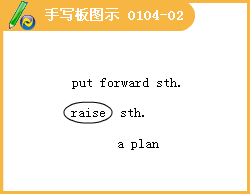 手写板图示 0104-02
put forward sth.
raise sth.
a plan